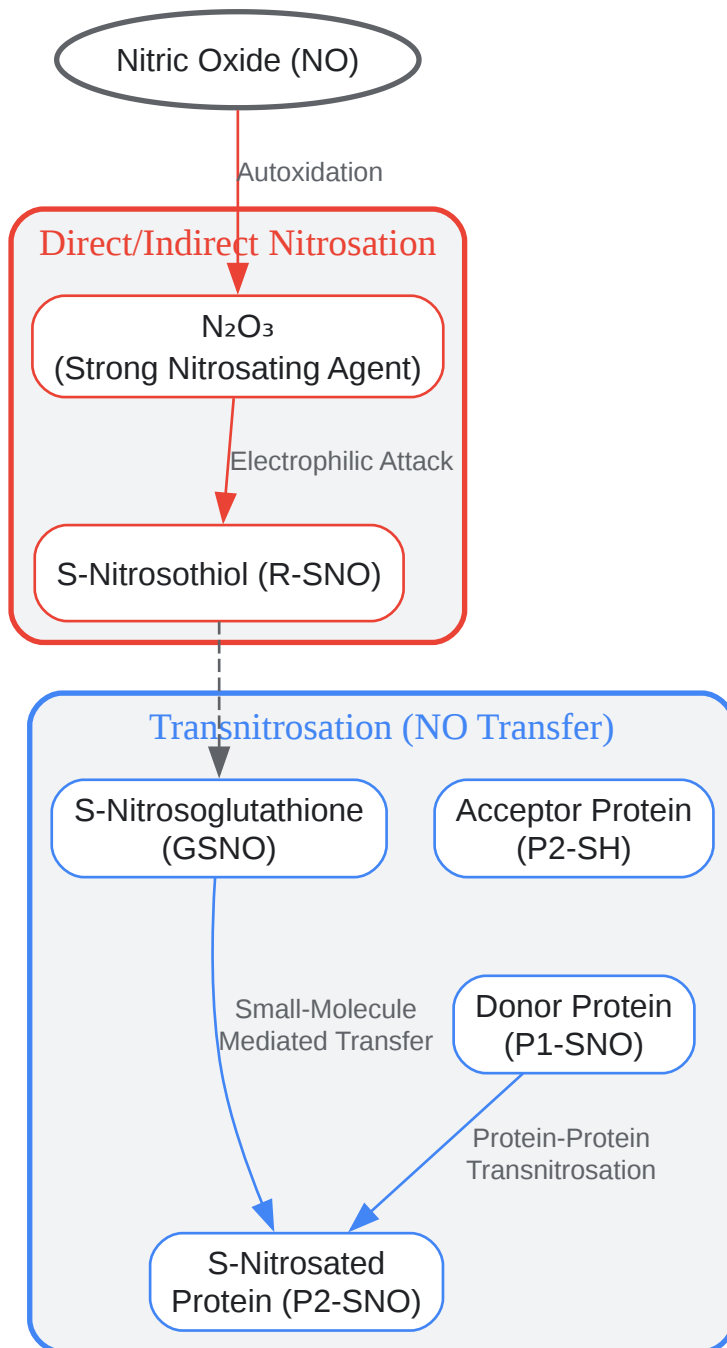 Nitric Oxide (NO)
Autoxidation
Direct/Indirect Nitrosation
N₂O₃
(Strong Nitrosating Agent)
Electrophilic Attack
S-Nitrosothiol (R-SNO)
Transnitrosation (NO Transfer)
S-Nitrosoglutathione
(GSNO)
Acceptor Protein
(P2-SH)
Small-Molecule
Mediated Transfer
Donor Protein
(P1-SNO)
Protein-Protein
Transnitrosation
S-Nitrosated
Protein (P2-SNO)